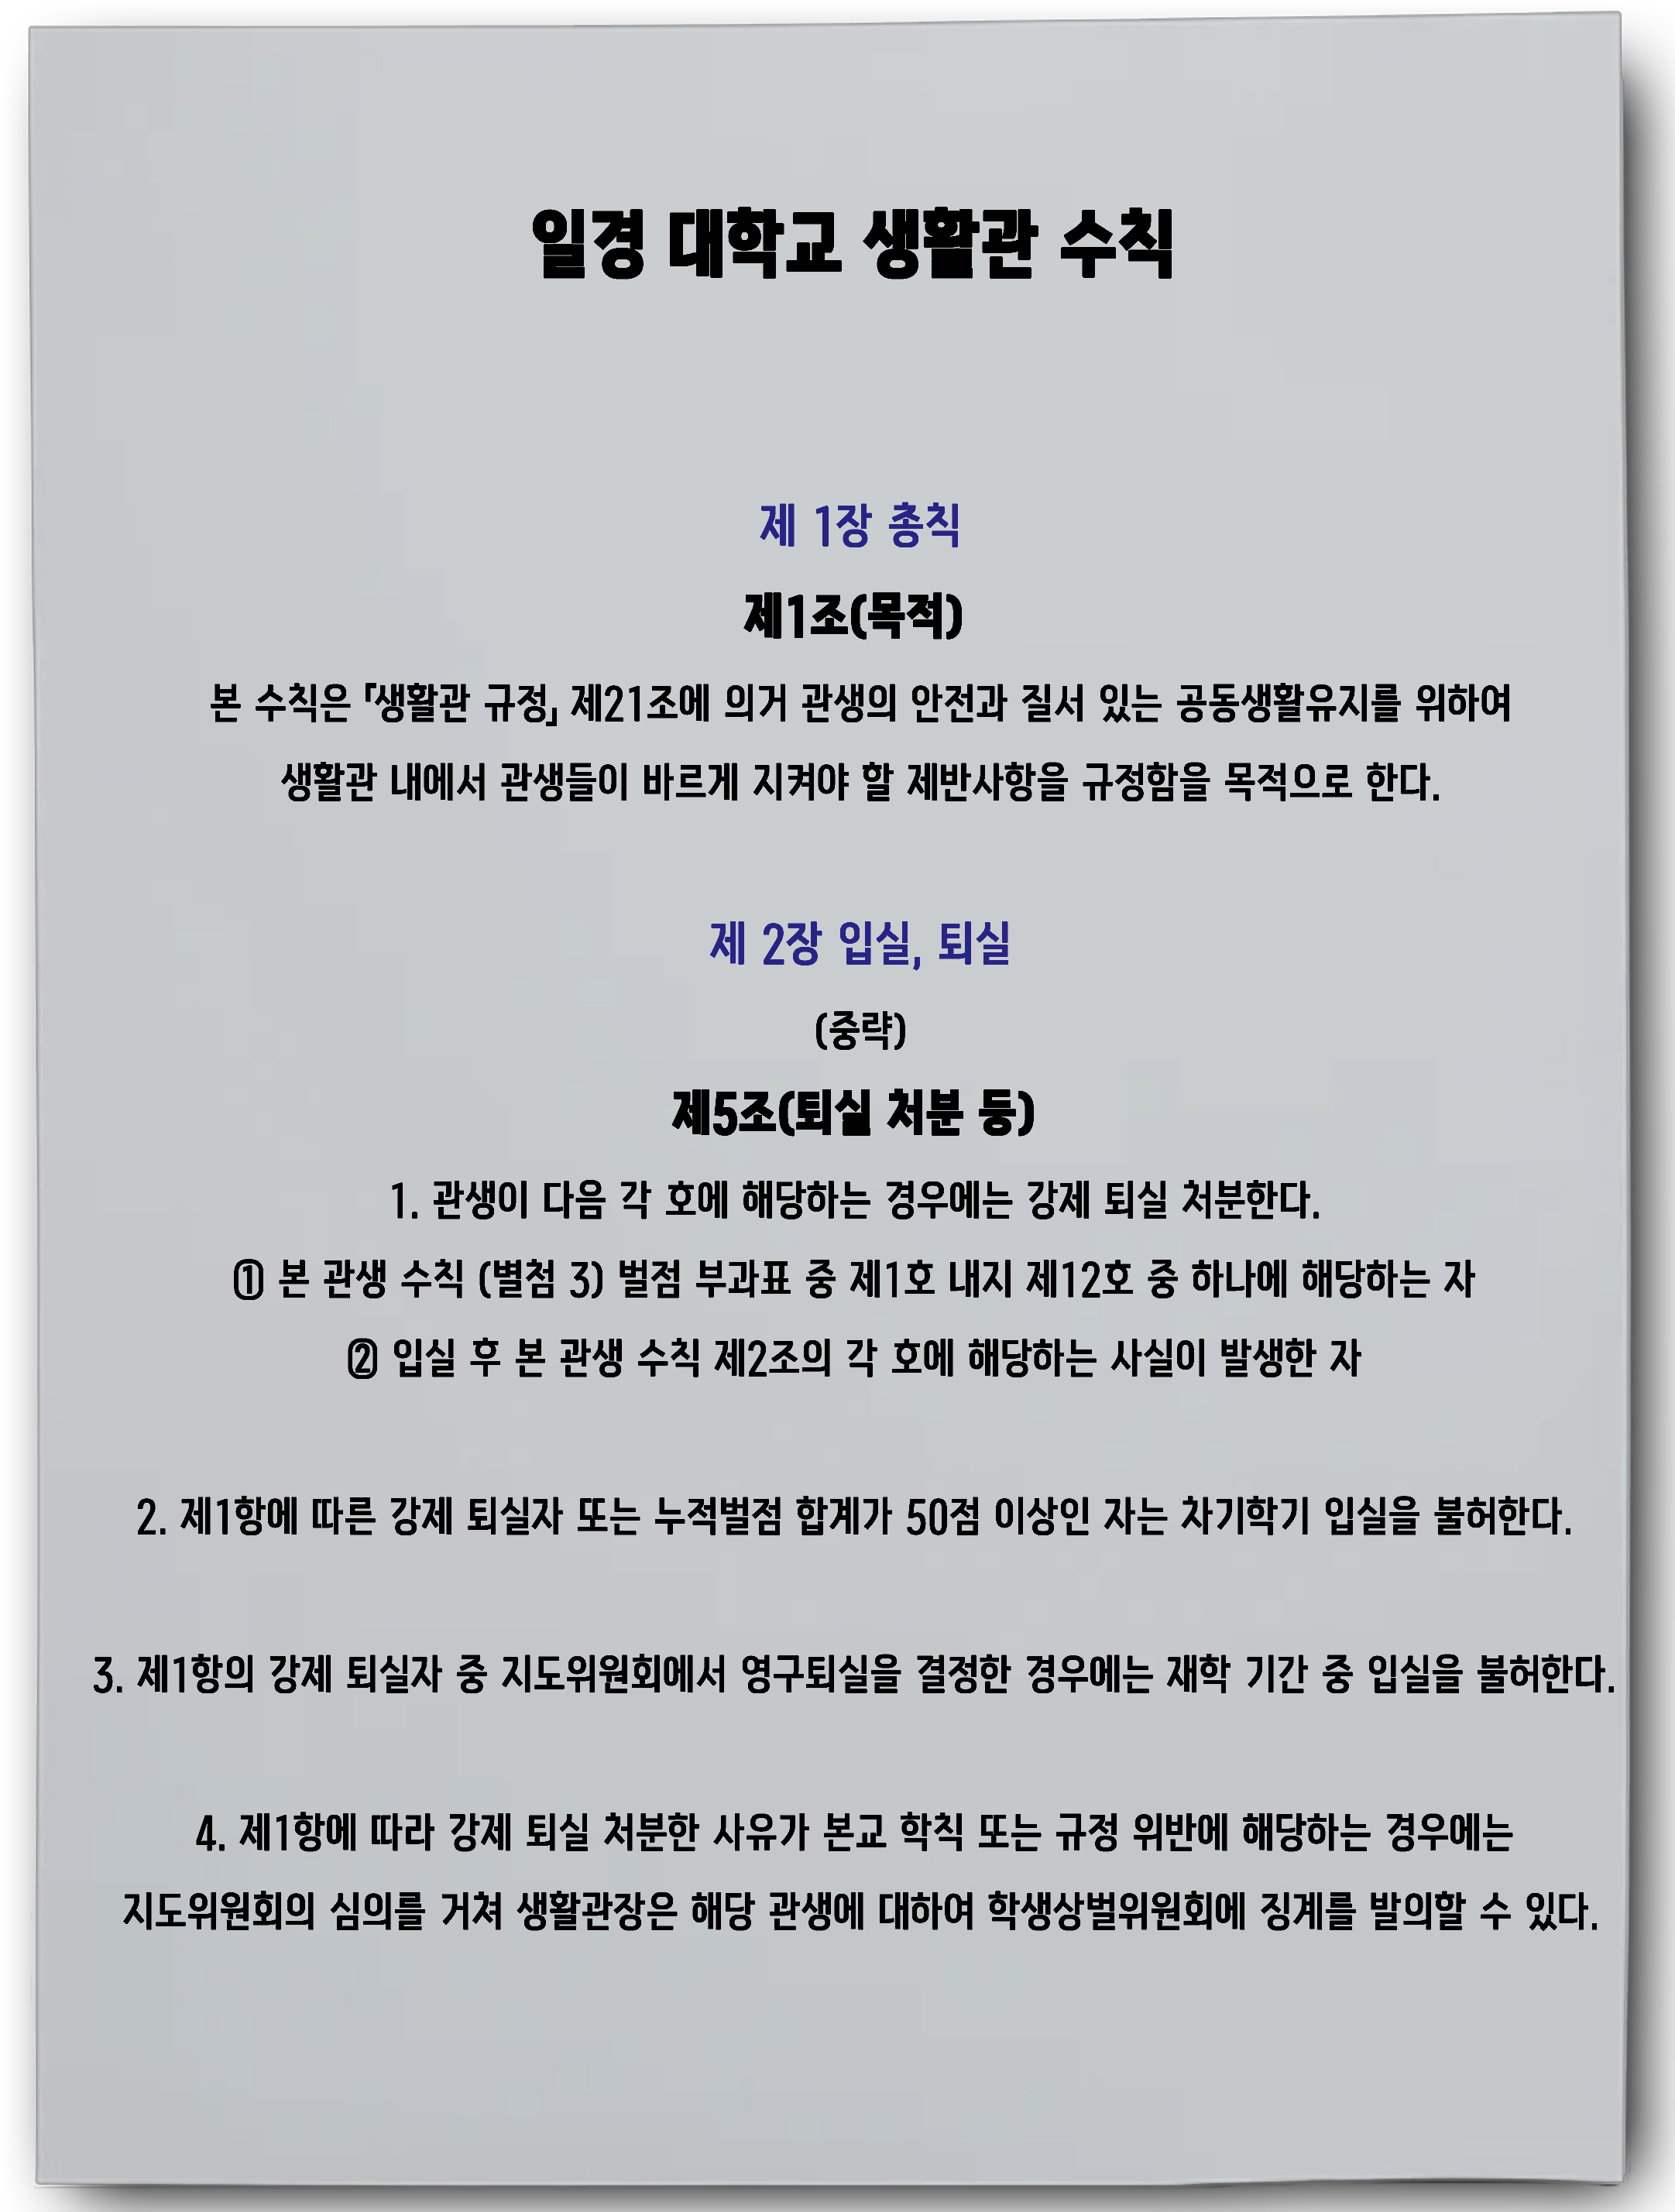 일경 대학교 생활관 수칙
제 1장 총칙
제1조(목적)
본 수칙은 「생활관 규정」 제21조에 의거 관생의 안전과 질서 있는 공동생활유지를 위하여
생활관 내에서 관생들이 바르게 지켜야 할 제반사항을 규정함을 목적으로 한다.
제 2장 입실, 퇴실
(중략)
제5조(퇴실 처분 등)
1. 관생이 다음 각 호에 해당하는 경우에는 강제 퇴실 처분한다.
① 본 관생 수칙 (별첨 3) 벌점 부과표 중 제1호 내지 제12호 중 하나에 해당하는 자
② 입실 후 본 관생 수칙 제2조의 각 호에 해당하는 사실이 발생한 자
2. 제1항에 따른 강제 퇴실자 또는 누적벌점 합계가 50점 이상인 자는 차기학기 입실을 불허한다.
3. 제1항의 강제 퇴실자 중 지도위원회에서 영구퇴실을 결정한 경우에는 재학 기간 중 입실을 불허한다.
4. 제1항에 따라 강제 퇴실 처분한 사유가 본교 학칙 또는 규정 위반에 해당하는 경우에는
지도위원회의 심의를 거쳐 생활관장은 해당 관생에 대하여 학생상벌위원회에 징계를 발의할 수 있다.